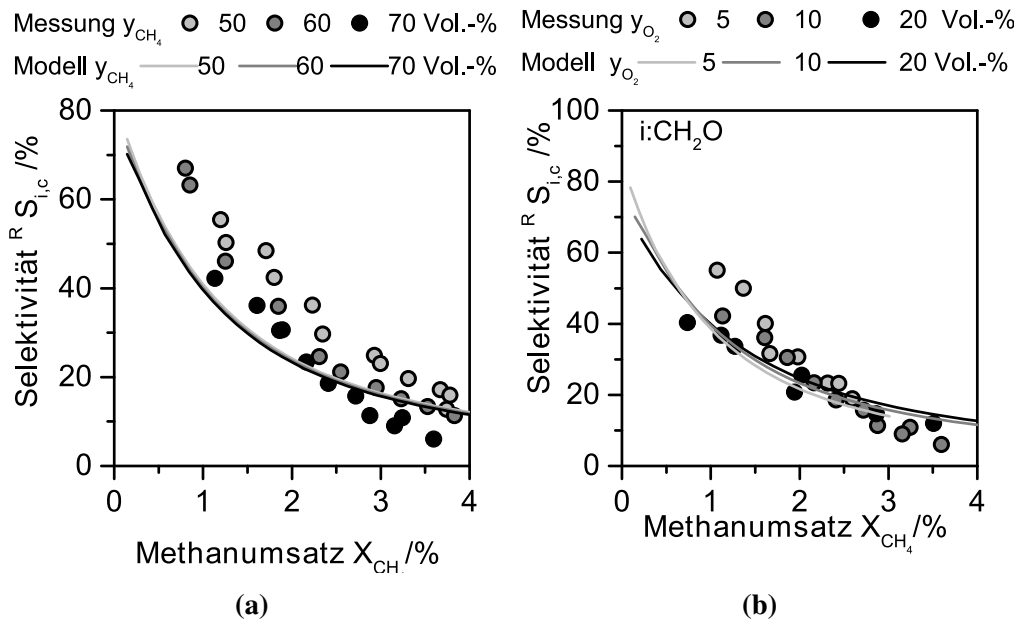 Messung y_CH₄ 50 60 70 Vol.-%
Modell y_CH₄ 50 60 70 Vol.-%
Selektivität ᴿ S_i,c /%
80
60
40
20
0
0 1 2 3 4
Methanumsatz X_CH./%
(a)
Messung y_O₂ 5 10 20 Vol.-%
Modell y_O₂ 5 10 20 Vol.-%
Selektivität ᴿ S_i,c /%
i:CH₂O
100
80
60
40
20
0
0 1 2 3 4
Methanumsatz X_CH₄/%
(b)